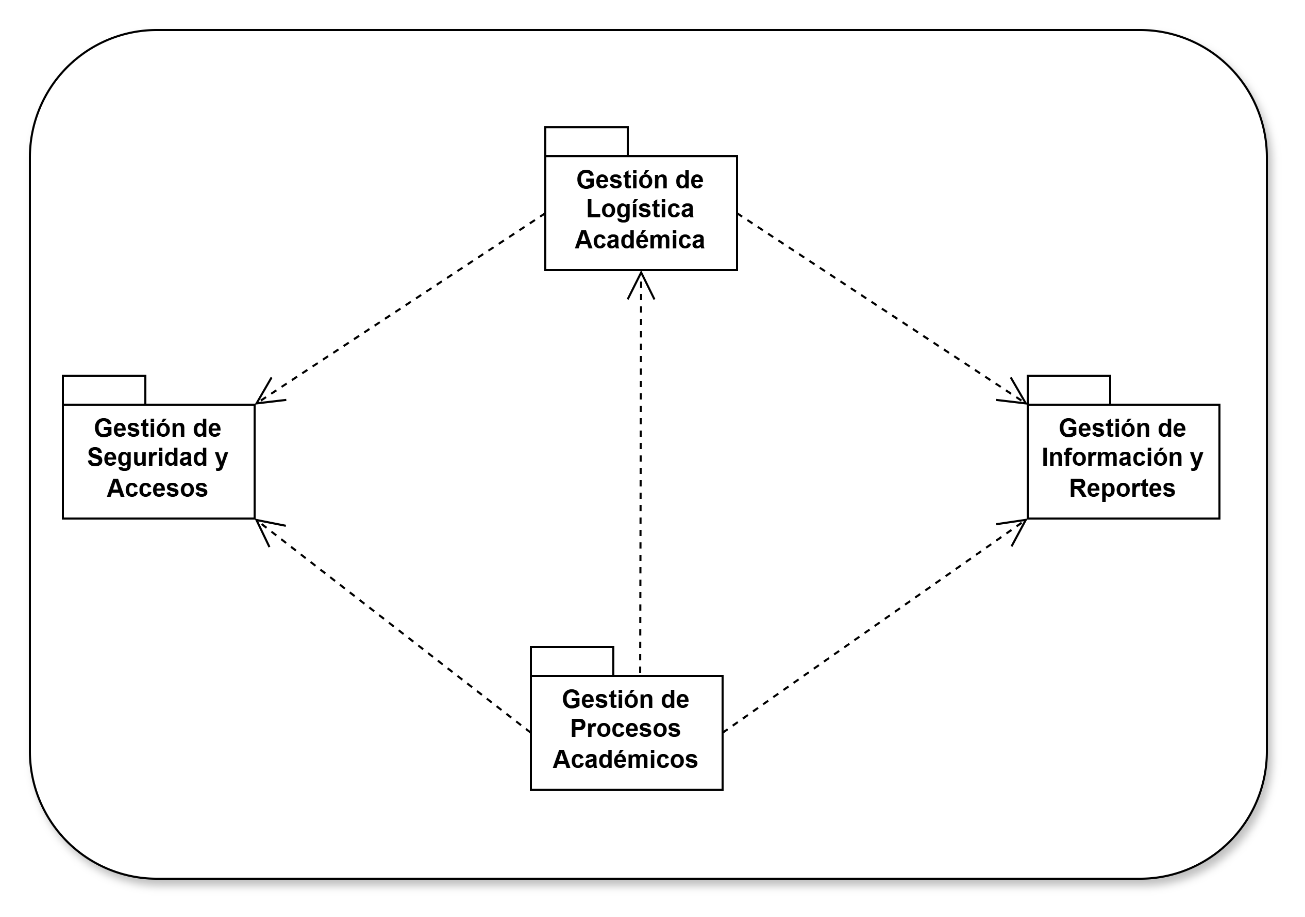 Gestión de
Logística
Académica
Gestión de
Seguridad y
Accesos
Gestión de
Información y
Reportes
Gestión de
Procesos
Académicos